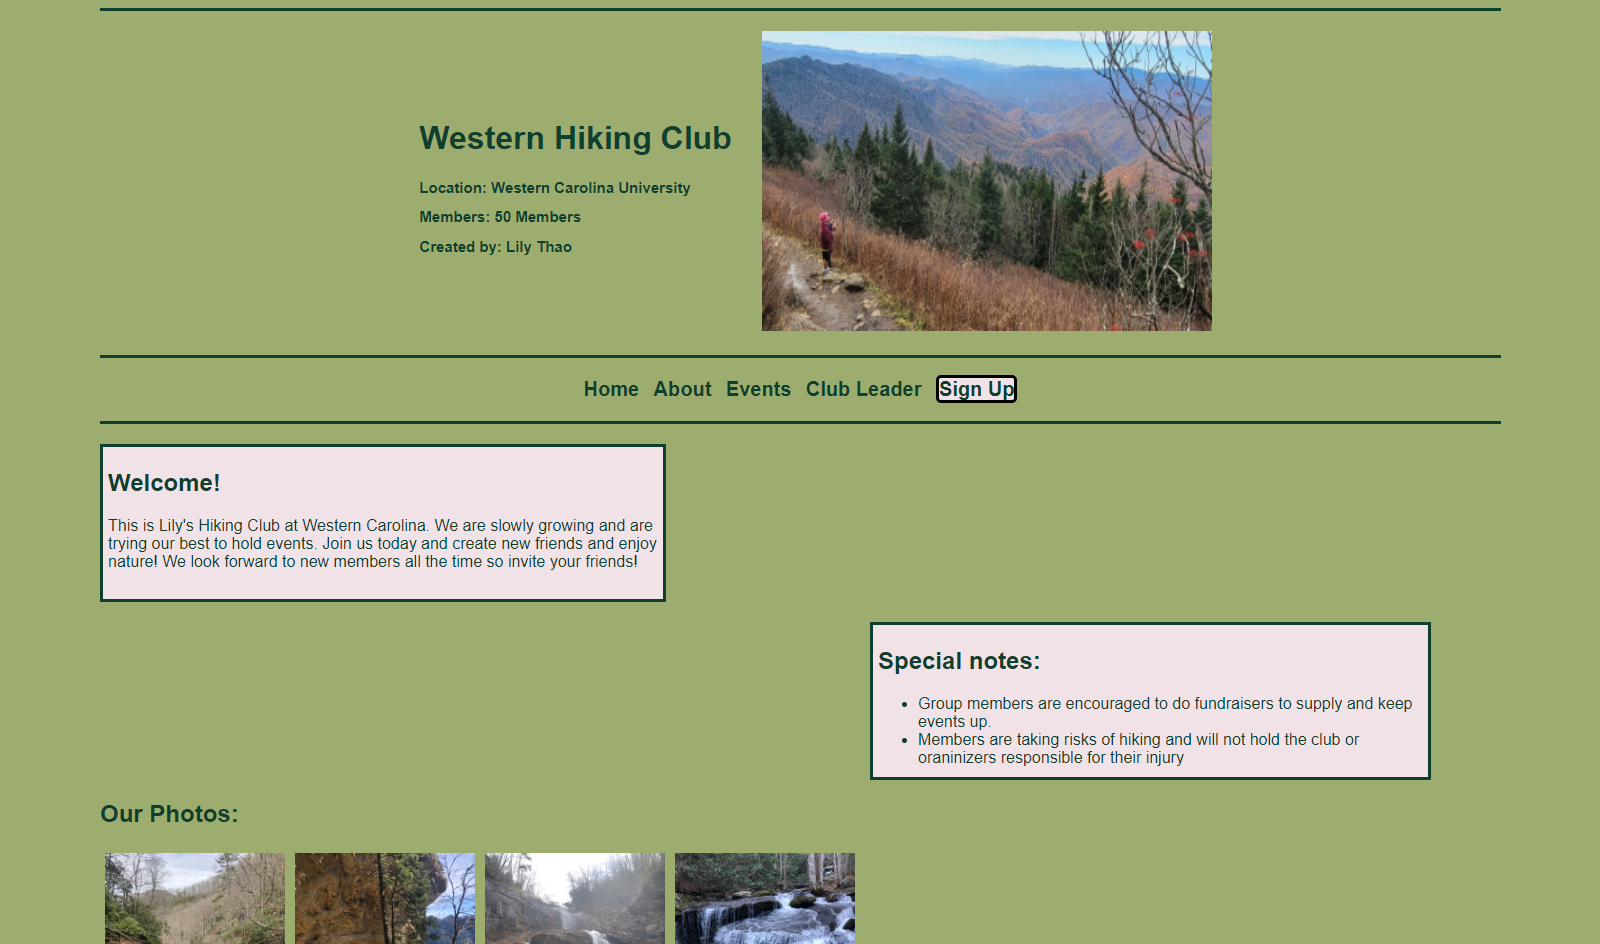 Western Hiking Club
Location: Western Carolina University
Members: 50 Members
Created by: Lily Thao
Home About Events Club Leader Sign Up
Welcome!
This is Lily's Hiking Club at Western Carolina. We are slowly growing and are
trying our best to hold events. Join us today and create new friends and enjoy
nature! We look forward to new members all the time so invite your friends!
Special notes:
• Group members are encouraged to do fundraisers to supply and keep
events up.
• Members are taking risks of hiking and will not hold the club or
oraninizers responsible for their injury
Our Photos: